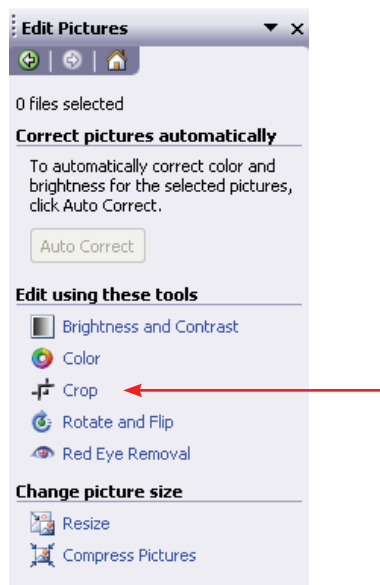 Edit Pictures
0 files selected
Correct pictures automatically
To automatically correct color and
brightness for the selected pictures,
click Auto Correct.
Auto Correct
Edit using these tools
Brightness and Contrast
Color
Crop
Rotate and Flip
Red Eye Removal
Change picture size
Resize
Compress Pictures